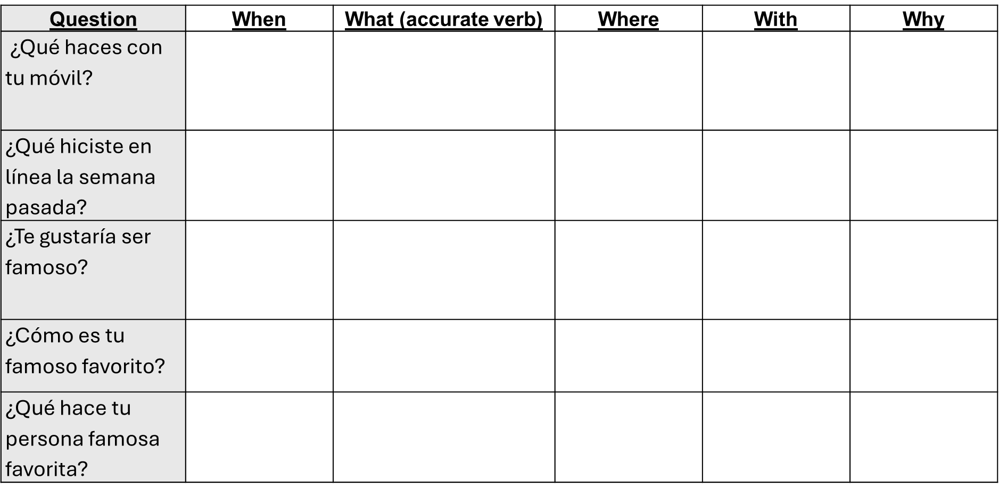 Question When What (accurate verb) Where With Why
¿Qué haces con
tu móvil?
¿Qué hiciste en
línea la semana
pasada?
¿Te gustaría ser
famoso?
¿Cómo es tu
famoso favorito?
¿Qué hace tu
persona famosa
favorita?